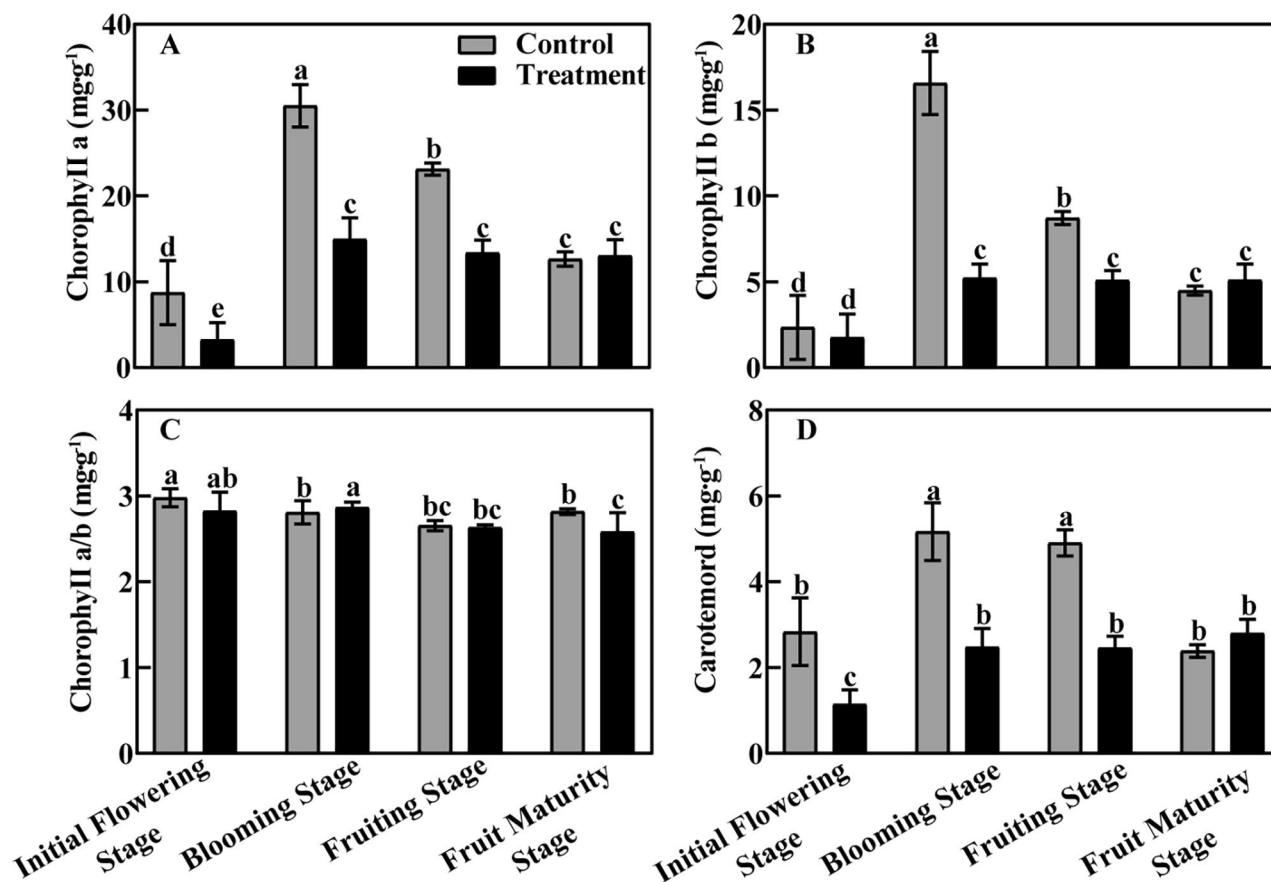 A
Control
Treatment
ChorophyII a (mg·g-1)
40
30
20
10
0
d
e
a
c
b
c
c
c
B
ChorophyII b (mg·g-1)
20
15
10
5
0
d
d
a
c
b
c
c
c
C
ChorophyII a/b (mg·g-1)
4
3
2
1
0
a
ab
b
a
bc
bc
b
c
Initial Flowering
Stage
Blooming Stage
Fruiting Stage
Fruit Maturity
Stage
D
Carotemord (mg·g-1)
8
6
4
2
0
b
c
a
b
a
b
b
b
Initial Flowering
Stage
Blooming Stage
Fruiting Stage
Fruit Maturity
Stage